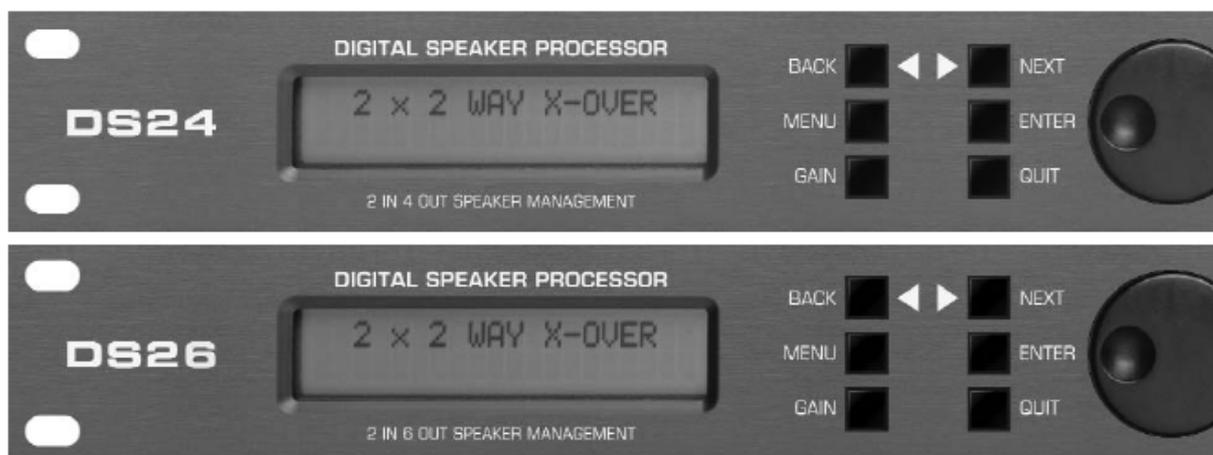 DIGITAL SPEAKER PROCESSOR
DS24
2 x 2 WAY X-OVER
2 IN 4 OUT SPEAKER MANAGEMENT
BACK
NEXT
MENU
ENTER
GAIN
QUIT
DIGITAL SPEAKER PROCESSOR
DS26
2 x 2 WAY X-OVER
2 IN 6 OUT SPEAKER MANAGEMENT
BACK
NEXT
MENU
ENTER
GAIN
QUIT